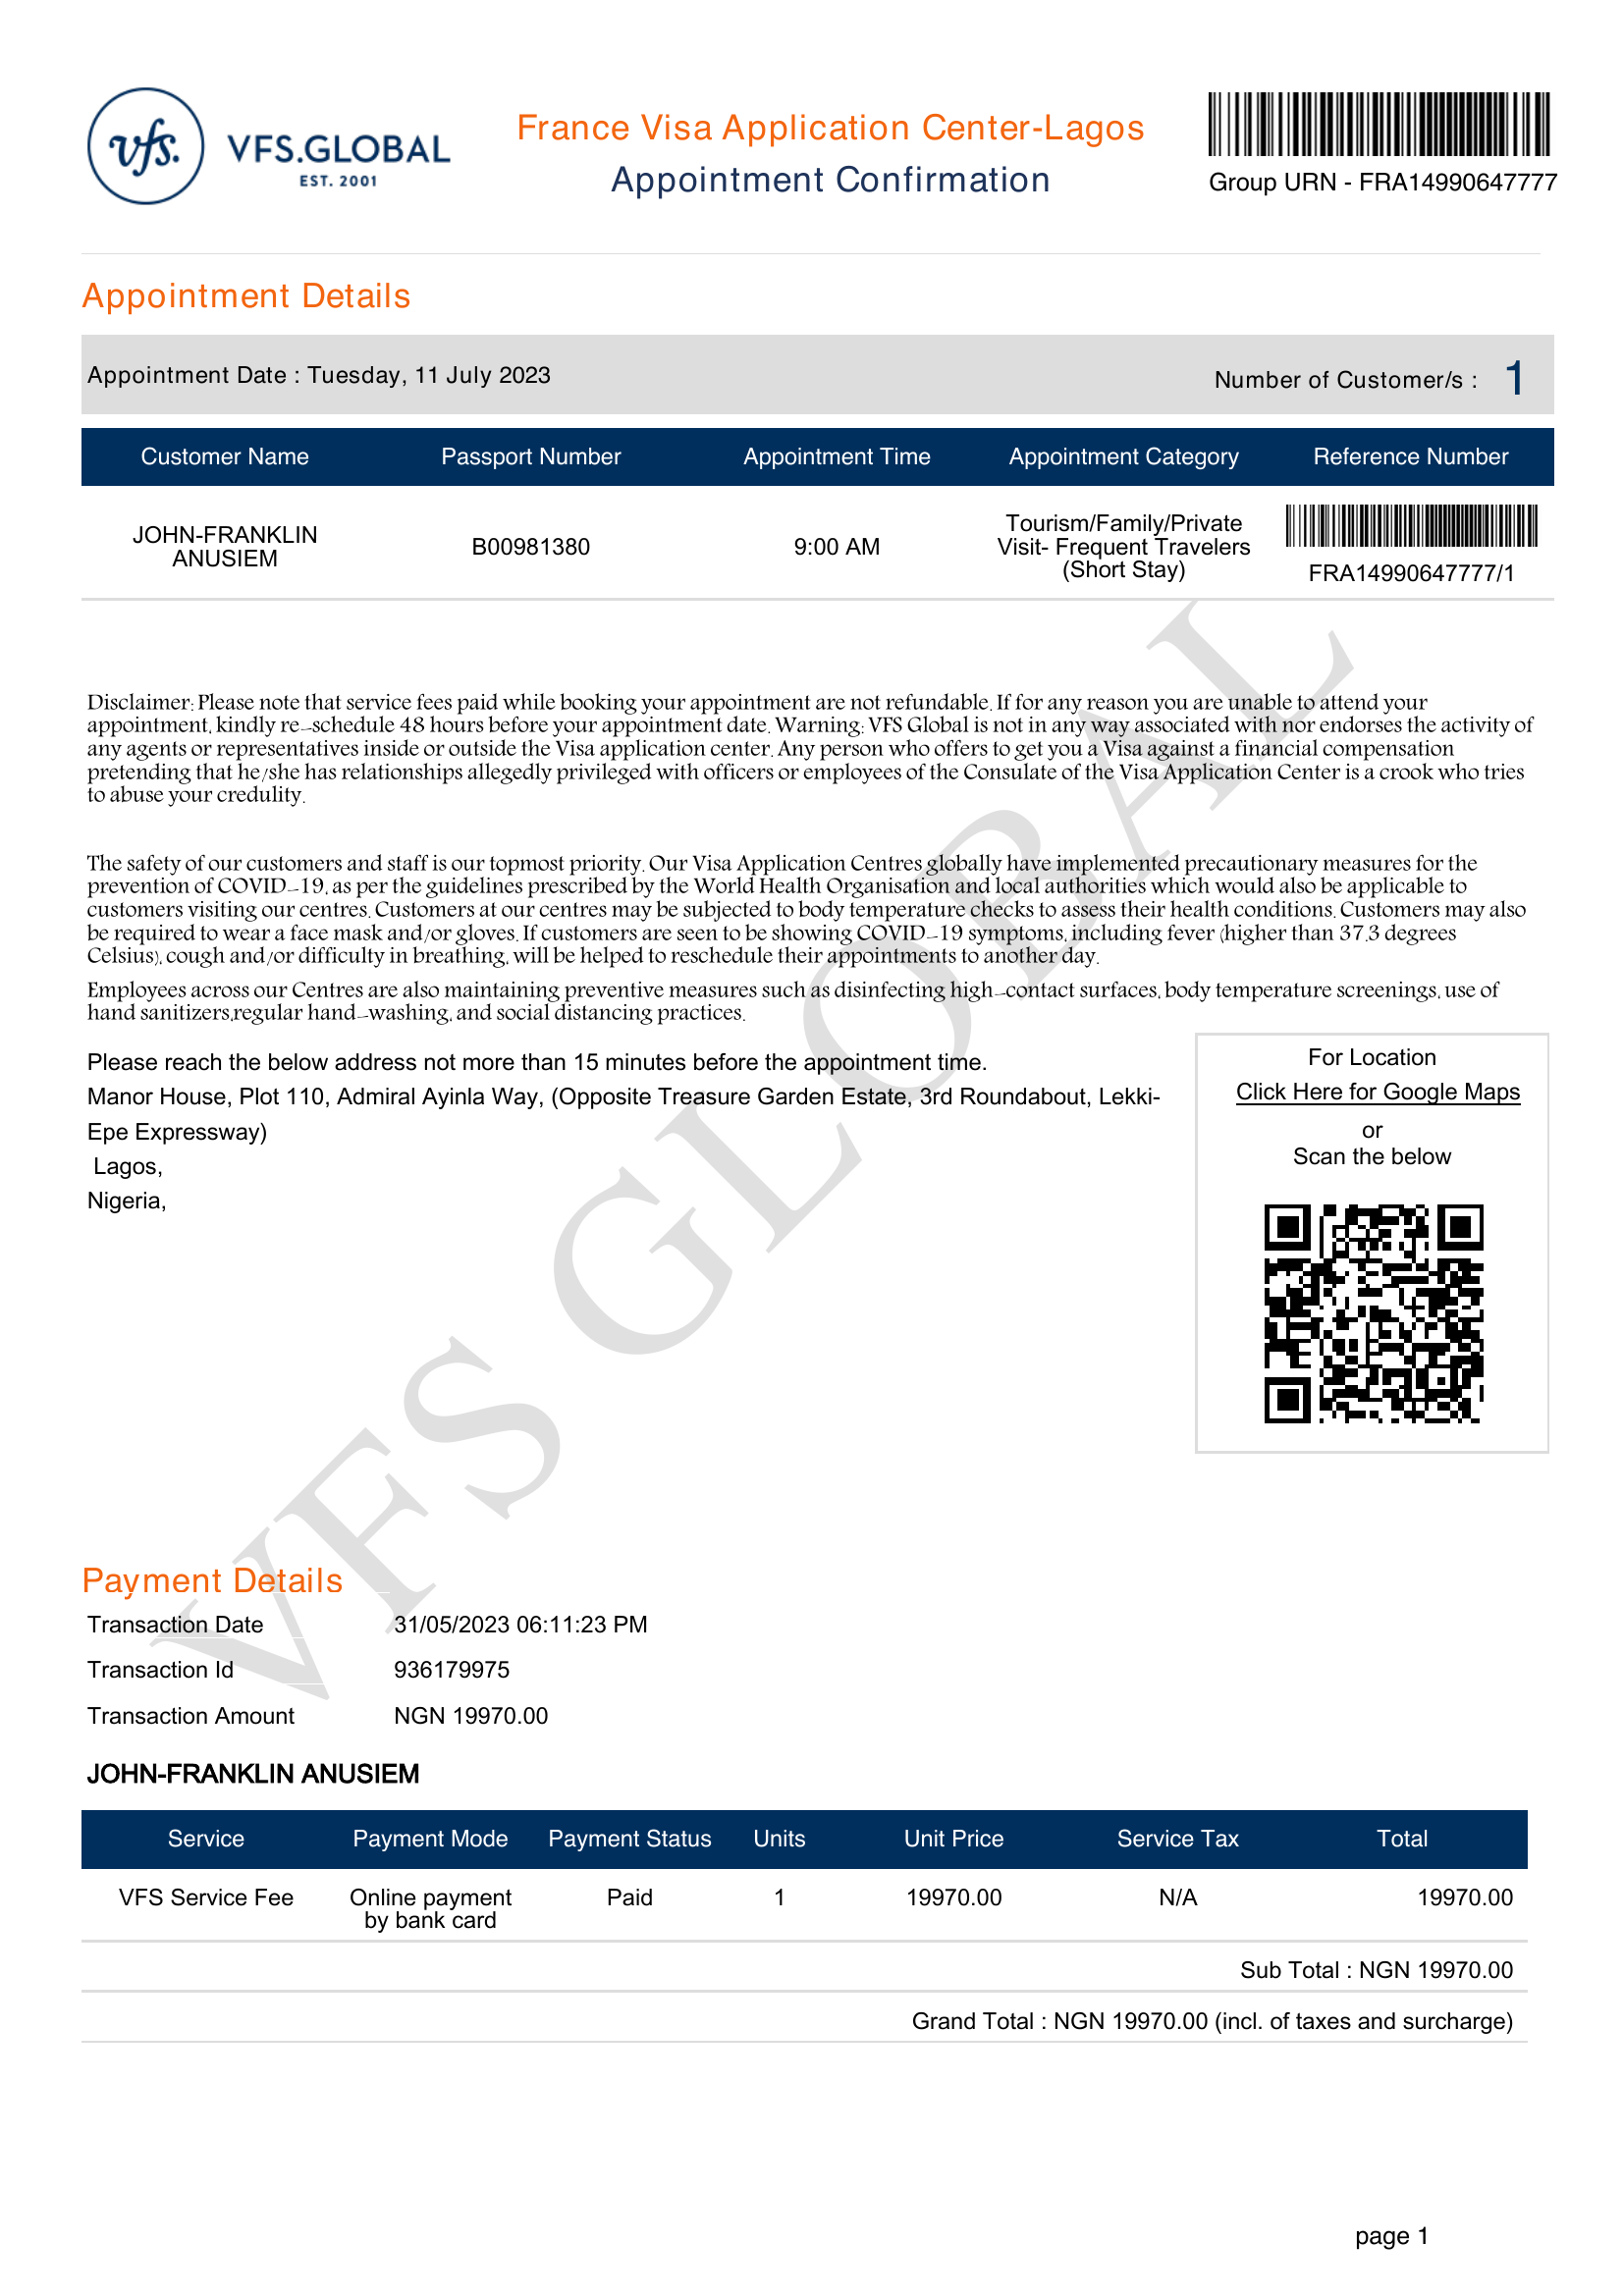 vfs.
VFS.GLOBAL
EST. 2001
France Visa Application Center-Lagos
Appointment Confirmation
Group URN - FRA14990647777
Appointment Details
Appointment Date : Tuesday, 11 July 2023
Number of Customer/s : 1
Customer Name Passport Number Appointment Time Appointment Category Reference Number
JOHN-FRANKLIN
ANUSIEM
B00981380
9:00 AM
Tourism/Family/Private
Visit- Frequent Travelers
(Short Stay)
FRA14990647777/1
Disclaimer: Please note that service fees paid while booking your appointment are not refundable. If for any reason you are unable to attend your
appointment, kindly re-schedule 48 hours before your appointment date. Warning: VFS Global is not in any way associated with nor endorses the activity of
any agents or representatives inside or outside the Visa application center. Any person who offers to get you a Visa against a financial compensation
pretending that he/she has relationships allegedly privileged with officers or employees of the Consulate of the Visa Application Center is a crook who tries
to abuse your credulity.
The safety of our customers and staff is our topmost priority. Our Visa Application Centres globally have implemented precautionary measures for the
prevention of COVID-19, as per the guidelines prescribed by the World Health Organisation and local authorities which would also be applicable to
customers visiting our centres. Customers at our centres may be subjected to body temperature checks to assess their health conditions. Customers may also
be required to wear a face mask and/or gloves. If customers are seen to be showing COVID-19 symptoms, including fever (higher than 37.3 degrees
Celsius), cough and/or difficulty in breathing, will be helped to reschedule their appointments to another day.
Employees across our Centres are also maintaining preventive measures such as disinfecting high-contact surfaces, body temperature screenings, use of
hand sanitizers,regular hand-washing, and social distancing practices.
Please reach the below address not more than 15 minutes before the appointment time.
Manor House, Plot 110, Admiral Ayinla Way, (Opposite Treasure Garden Estate, 3rd Roundabout, Lekki-
Epe Expressway)
Lagos,
Nigeria,
For Location
Click Here for Google Maps
or
Scan the below
VFS GLOBAL
Payment Details
Transaction Date 31/05/2023 06:11:23 PM
Transaction Id 936179975
Transaction Amount NGN 19970.00
JOHN-FRANKLIN ANUSIEM
Service Payment Mode Payment Status Units Unit Price Service Tax Total
VFS Service Fee Online payment Paid 1 19970.00 N/A 19970.00
by bank card
Sub Total : NGN 19970.00
Grand Total : NGN 19970.00 (incl. of taxes and surcharge)
page 1